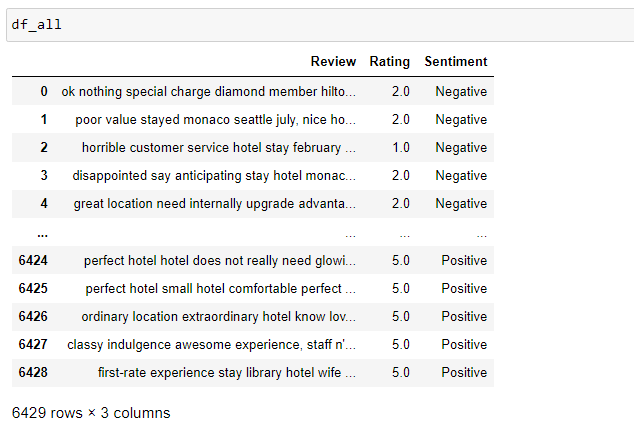 df_all
Review Rating Sentiment
0 ok nothing special charge diamond member hilto... 2.0 Negative
1 poor value stayed monaco seattle july, nice ho... 2.0 Negative
2 horrible customer service hotel stay february ... 1.0 Negative
3 disappointed say anticipating stay hotel monac... 2.0 Negative
4 great location need internally upgrade advanta... 2.0 Negative
... ... ... ...
6424 perfect hotel hotel does not really need glowi... 5.0 Positive
6425 perfect hotel small hotel comfortable perfect ... 5.0 Positive
6426 ordinary location extraordinary hotel know lov... 5.0 Positive
6427 classy indulgence awesome experience, staff n'... 5.0 Positive
6428 first-rate experience stay library hotel wife ... 5.0 Positive
6429 rows × 3 columns